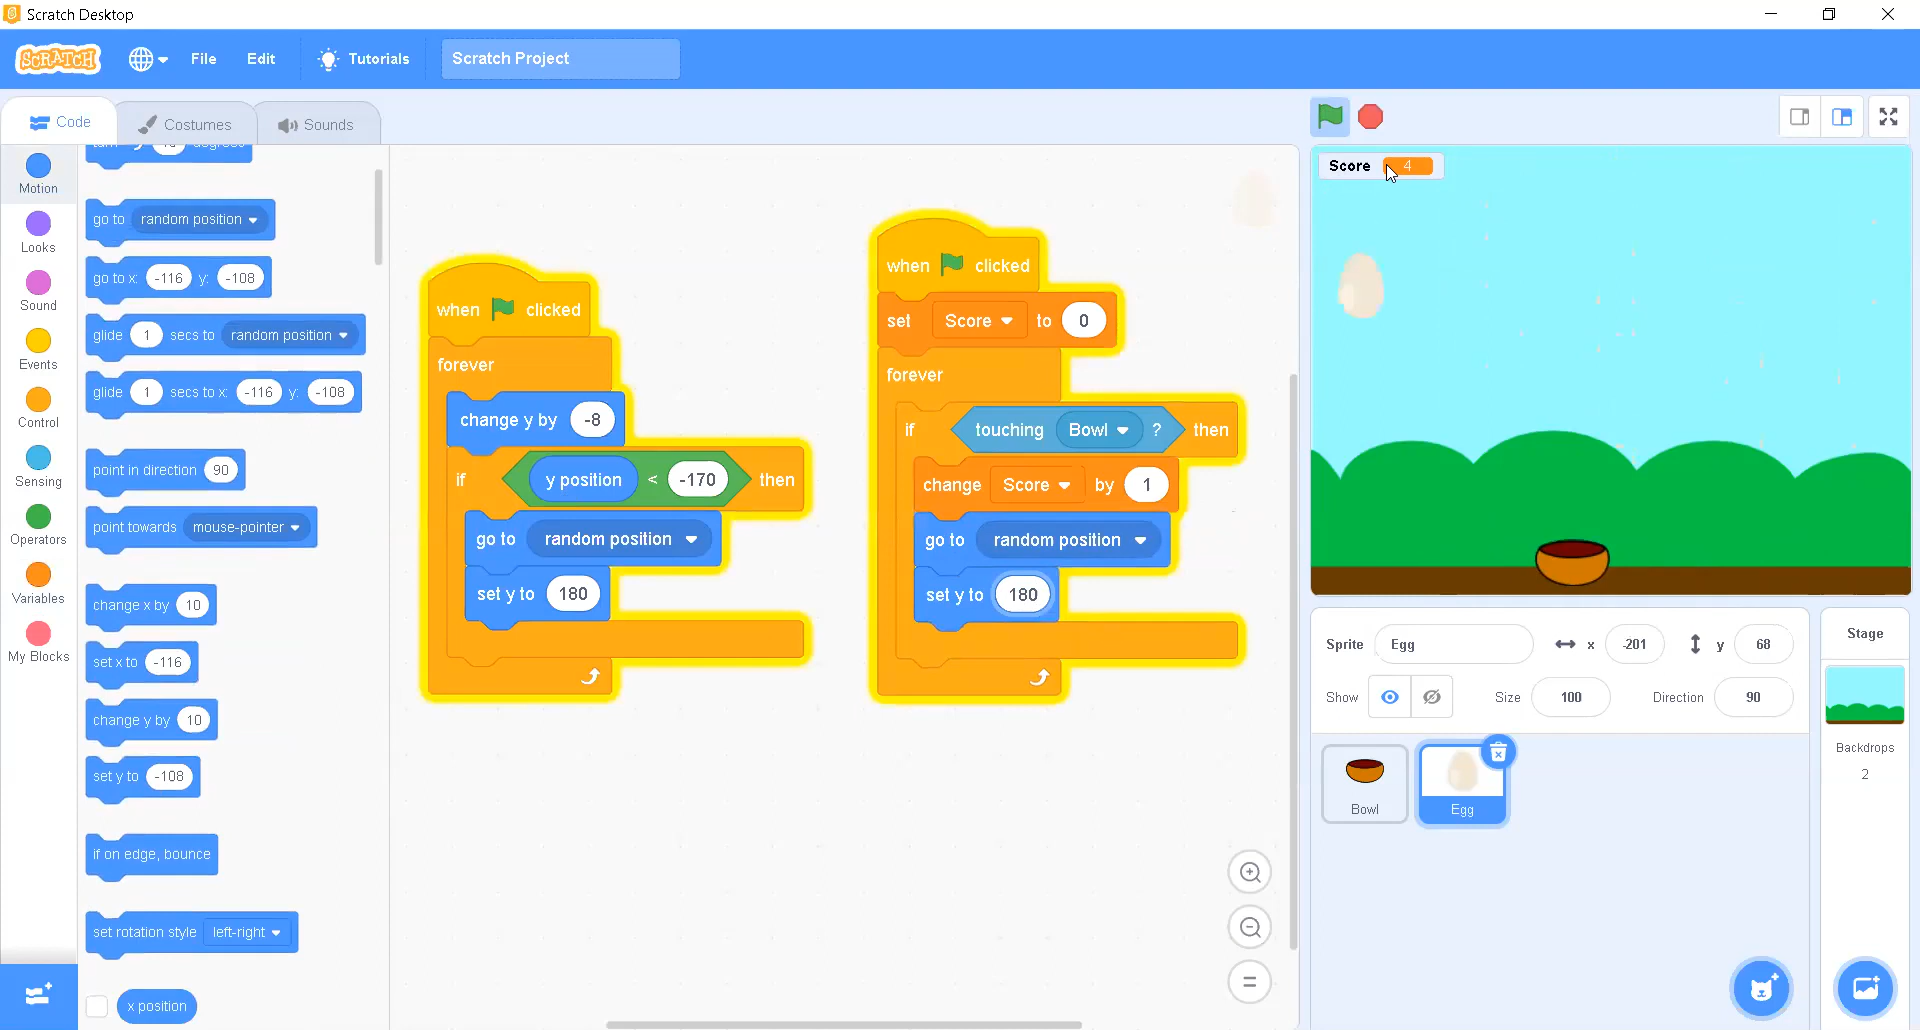 Scratch Desktop
SCRATCH File Edit Tutorials Scratch Project
Code Costumes Sounds
Motion
Looks
Sound
Events
Control
Sensing
Operators
Variables
My Blocks
go to random position
go to x: -116 y: -108
glide 1 secs to random position
glide 1 secs to x: -116 y: -108
point in direction 90
point towards mouse-pointer
change x by 10
set x to -116
change y by 10
set y to -108
if on edge, bounce
set rotation style left-right
x position
when clicked
forever
change y by -8
if y position < -170 then
go to random position
set y to 180
when clicked
set Score to 0
forever
if touching Bowl ? then
change Score by 1
go to random position
set y to 180
Score 4
Sprite Egg x -201 y 68
Show Size 100 Direction 90
Bowl
Egg
Stage
Backdrops
2